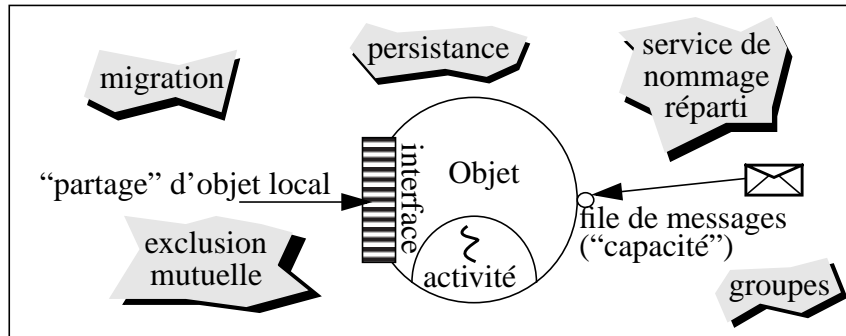 migration
persistance
service de
nommage
réparti
“partage” d’objet local
interface
Objet
activité
file de messages
(“capacité”)
exclusion
mutuelle
groupes